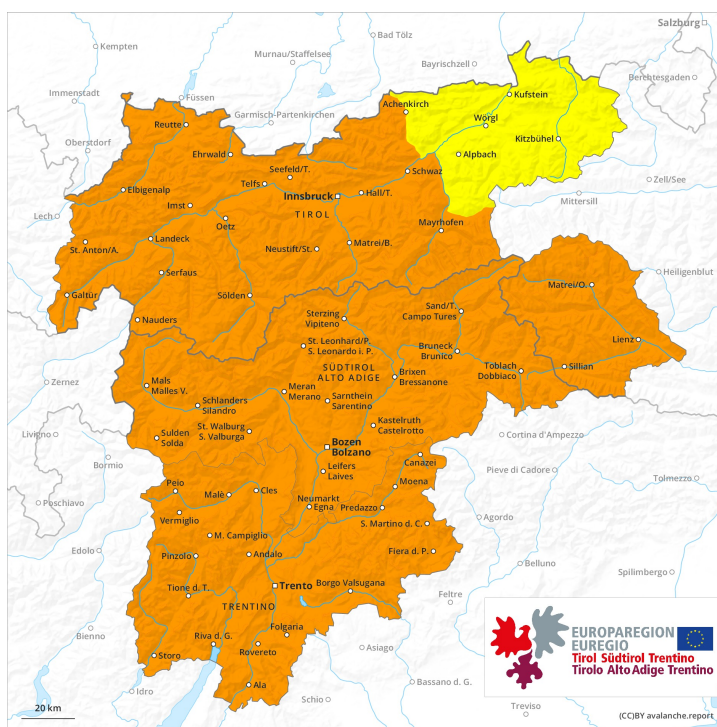 Salzburg
Bad Tölz
Kempten
Murnau/Staffelsee
Bayrischzell
Berchtesgaden
Immenstadt
Füssen
Garmisch-Partenkirchen
Achenkirch
Kufstein
Wörgl
Reutte
Oberstdorf
Kitzbühel
Ehrwald
Alpbach
Seefeld/T.
Schwaz
Zell/See
Telfs
Elbigenalp
Innsbruck
Hall/T.
Mittersill
Imst
TIROL
Lech
Oetz
Mayrhofen
Landeck
Neustift/St.
Matrei/B.
St. Anton/A.
Serfaus
Heiligenblut
Matrei/O.
Galtür
Sölden
Sand/T.
Campo Tures
Nauders
Sterzing
Vipiteno
Lienz
St. Leonhard/P.
S. Leonardo i. P.
Bruneck
Brunico
SÜDTIROL
ALTO ADIGE
Toblach
Dobbiaco
Sillian
Zernez
Mals
Malles V.
Meran
Merano
Brixen
Bressanone
Schlanders
Silandro
Sarnthein
Sarentino
Kastelruth
Castelrotto
Livigno
Sulden
Solda
St. Walburg
S. Valburga
Cortina d'Ampezzo
Bozen
Bolzano
Bormio
Canazei
Leifers
Laives
Pieve di Cadore
Tolmezzo
Peio
Moena
Malè
Cles
Neumarkt
Egna
Poschiavo
Predazzo
Vermiglio
Agordo
S. Martino d. C.
M. Campiglio
Edolo
Pinzolo
Andalo
Fiera d. P.
Belluno
Spilimbergo
Tione d. T.
Trento
Borgo Valsugana
Feltre
TRENTINO
Bienno
Folgaria
Riva d. G.
Rovereto
Asiago
Storo
Ala
Bassano d. G.
Idro
Schio
Treviso
EUROPAREGION
EUREGIO
Tirol Südtirol Trentino
Tirolo Alto Adige Trentino
20 km
(CC)BY avalanche.report